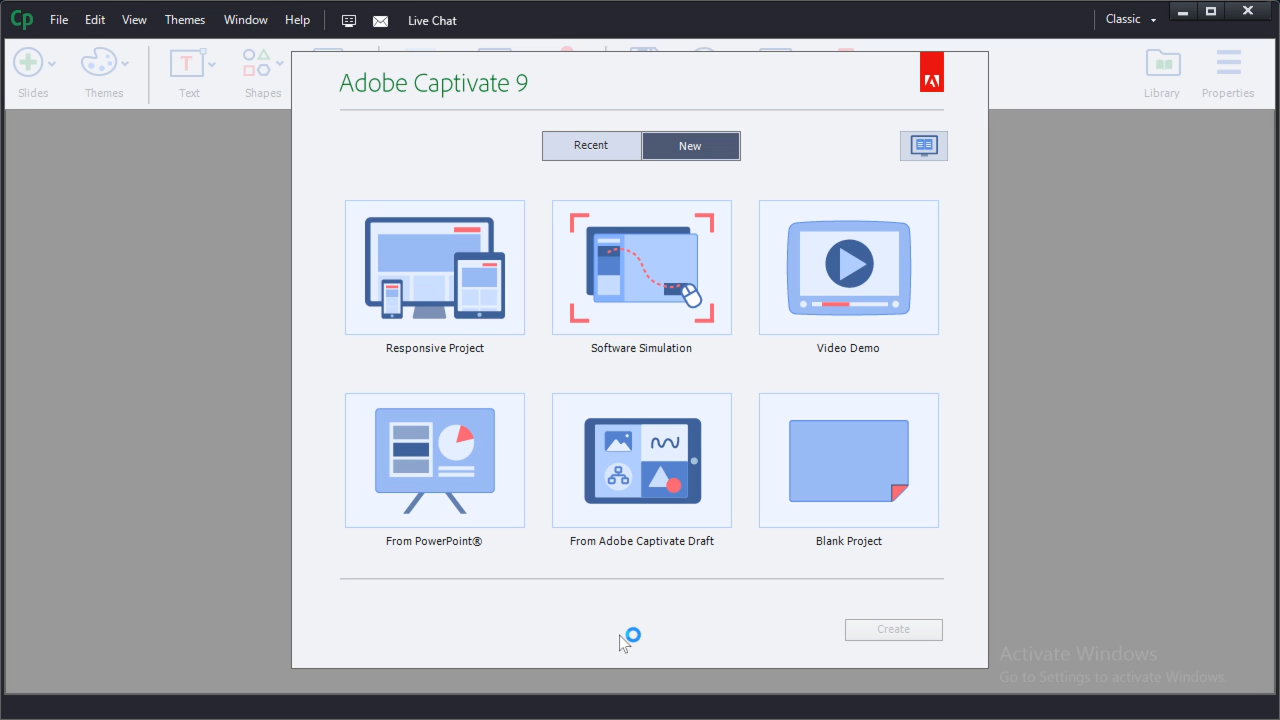 Cp File Edit View Themes Window Help Live Chat Classic
Slides Themes Text Shapes Library Properties
Adobe Captivate 9
Recent New
Responsive Project Software Simulation Video Demo
From PowerPoint® From Adobe Captivate Draft Blank Project
Create
Activate Windows
Go to Settings to activate Windows.